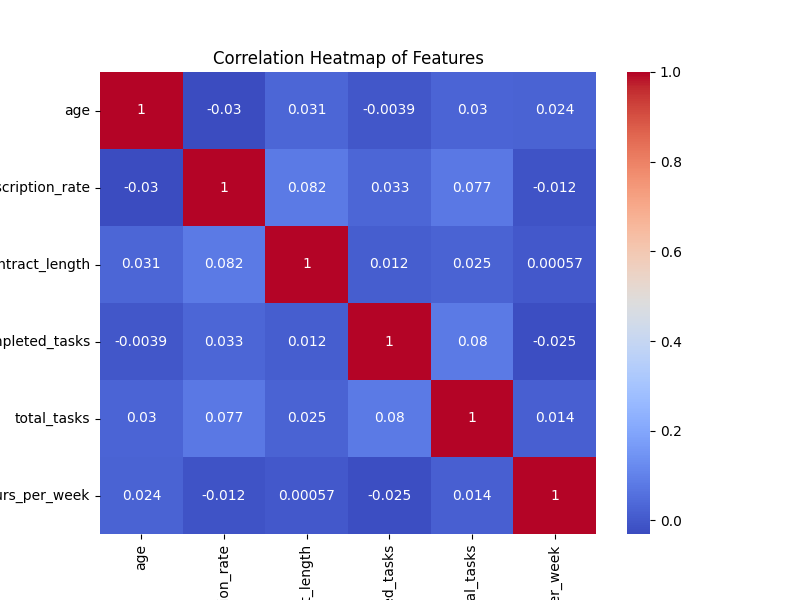 Correlation Heatmap of Features
age 1 -0.03 0.031 -0.0039 0.03 0.024
scription_rate -0.03 1 0.082 0.033 0.077 -0.012
ntract_length 0.031 0.082 1 0.012 0.025 0.00057
npleted_tasks -0.0039 0.033 0.012 1 0.08 -0.025
total_tasks 0.03 0.077 0.025 0.08 1 0.014
urs_per_week 0.024 -0.012 0.00057 -0.025 0.014 1
age
on_rate
t_length
ed_tasks
al_tasks
er_week
1.0
0.8
0.6
0.4
0.2
0.0